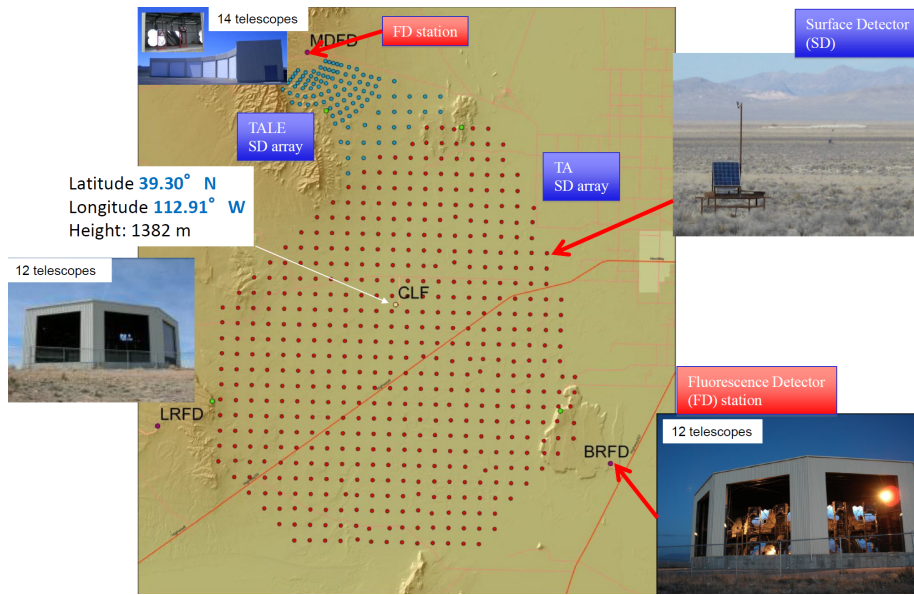 14 telescopes
MDFD
FD station
Surface Detector
(SD)
TALE
SD array
TA
SD array
Latitude 39.30° N
Longitude 112.91° W
Height: 1382 m
12 telescopes
CLF
Fluorescence Detector
(FD) station
LRFD
12 telescopes
BRFD